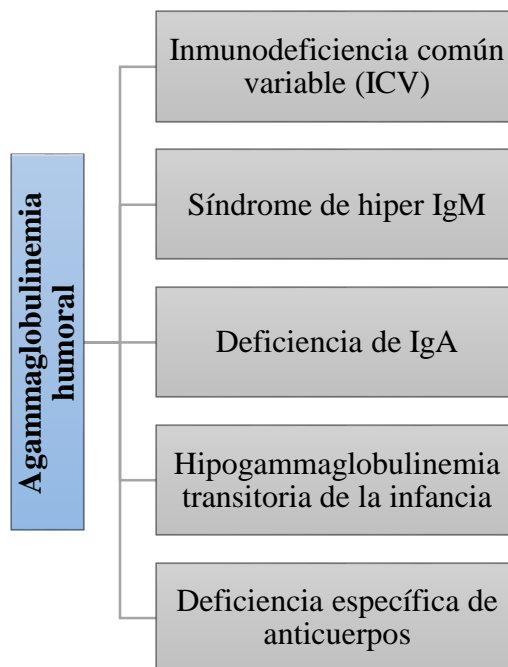 Agammaglobulinemia
humoral
Inmunodeficiencia común
variable (ICV)
Síndrome de hiper IgM
Deficiencia de IgA
Hipogammaglobulinemia
transitoria de la infancia
Deficiencia específica de
anticuerpos